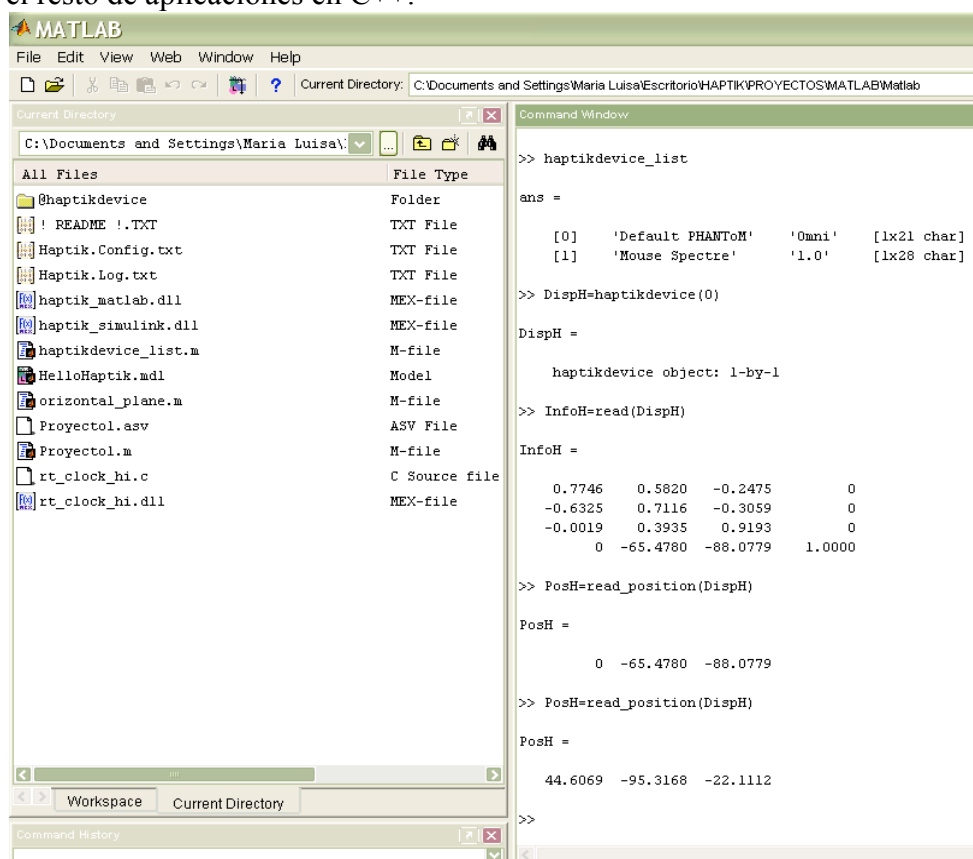 el resto de aplicaciones en C++.
MATLAB
File Edit View Web Window Help
? Current Directory: C:\Documents and Settings\Maria Luisa\Escritorio\HAPTIK\PROYECTOS\MATLAB\Matlab
Current Directory
C:\Documents and Settings\Maria Luisa\
...
All Files File Type
@haptikdevice Folder
! README !.TXT TXT File
Haptik.Config.txt TXT File
Haptik.Log.txt TXT File
haptik_matlab.dll MEX-file
haptik_simulink.dll MEX-file
haptikdevice_list.m M-file
HelloHaptik.mdl Model
orizontal_plane.m M-file
Proyecto1.asv ASV File
Proyecto1.m M-file
rt_clock_hi.c C Source file
rt_clock_hi.dll MEX-file
Workspace Current Directory
Command History
Command Window
>> haptikdevice_list
ans =
[0] 'Default PHANToM' 'Omni' [1x21 char]
[1] 'Mouse Spectre' '1.0' [1x28 char]
>> DispH=haptikdevice(0)
DispH =
haptikdevice object: 1-by-1
>> InfoH=read(DispH)
InfoH =
0.7746 0.5820 -0.2475 0
-0.6325 0.7116 -0.3059 0
-0.0019 0.3935 0.9193 0
0 -65.4780 -88.0779 1.0000
>> PosH=read_position(DispH)
PosH =
0 -65.4780 -88.0779
>> PosH=read_position(DispH)
PosH =
44.6069 -95.3168 -22.1112
>>